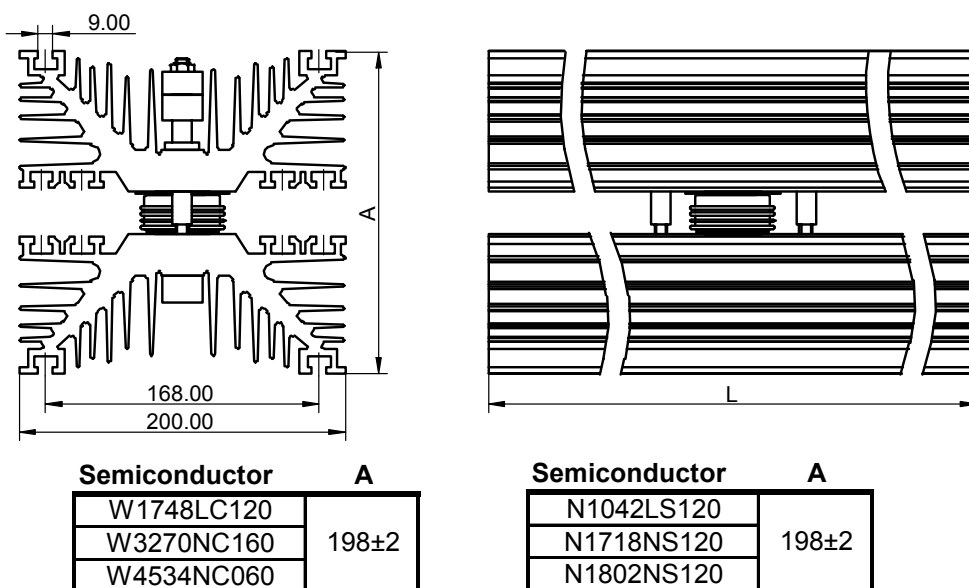 9.00
A
168.00
200.00
L
Semiconductor A
W1748LC120
W3270NC160 198±2
W4534NC060
Semiconductor A
N1042LS120
N1718NS120 198±2
N1802NS120